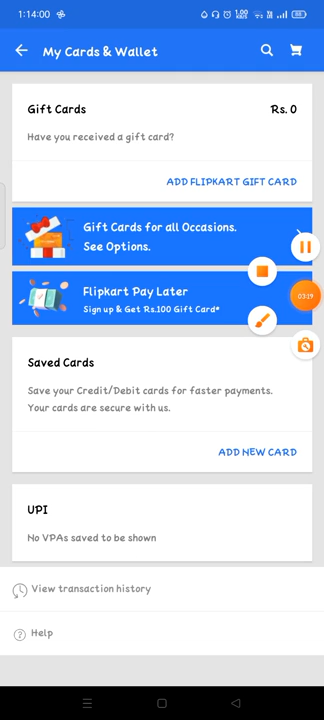 1:14:00
1.00 KB/S
My Cards & Wallet
Gift Cards Rs. 0
Have you received a gift card?
ADD FLIPKART GIFT CARD
Gift Cards for all Occasions.
See Options.
Flipkart Pay Later
Sign up & Get Rs.100 Gift Card*
03:19
Saved Cards
Save your Credit/Debit cards for faster payments.
Your cards are secure with us.
ADD NEW CARD
UPI
No VPAs saved to be shown
View transaction history
Help